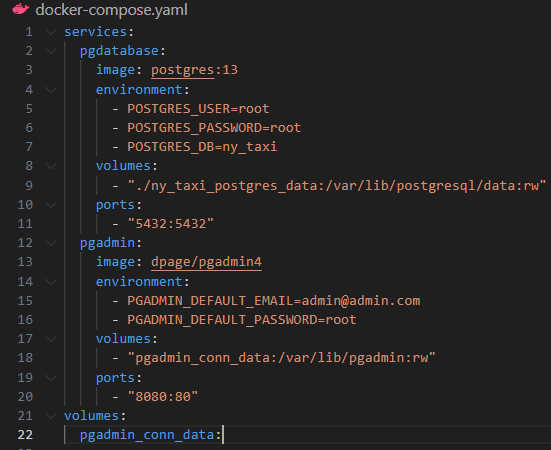 docker-compose.yaml
1 services:
2 pgdatabase:
3 image: postgres:13
4 environment:
5 - POSTGRES_USER=root
6 - POSTGRES_PASSWORD=root
7 - POSTGRES_DB=ny_taxi
8 volumes:
9 - "./ny_taxi_postgres_data:/var/lib/postgresql/data:rw"
10 ports:
11 - "5432:5432"
12 pgadmin:
13 image: dpage/pgadmin4
14 environment:
15 - PGADMIN_DEFAULT_EMAIL=admin@admin.com
16 - PGADMIN_DEFAULT_PASSWORD=root
17 volumes:
18 - "pgadmin_conn_data:/var/lib/pgadmin:rw"
19 ports:
20 - "8080:80"
21 volumes:
22 pgadmin_conn_data: